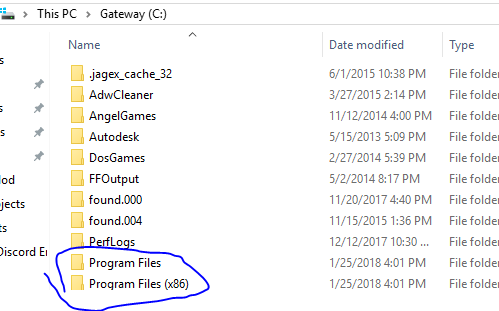 This PC > Gateway (C:)
Name Date modified Type
.jagex_cache_32 6/1/2015 10:38 PM File folder
AdwCleaner 3/27/2015 2:14 PM File folder
AngelGames 11/12/2014 4:00 PM File folder
Autodesk 5/15/2013 5:09 PM File folder
DosGames 2/27/2014 5:39 PM File folder
FFOutput 5/2/2014 8:17 PM File folder
found.000 11/20/2017 4:40 PM File folder
found.004 11/15/2015 1:36 PM File folder
PerfLogs 12/12/2017 10:30 ... File folder
Program Files 1/25/2018 4:01 PM File folder
Program Files (x86) 1/25/2018 4:01 PM File folder